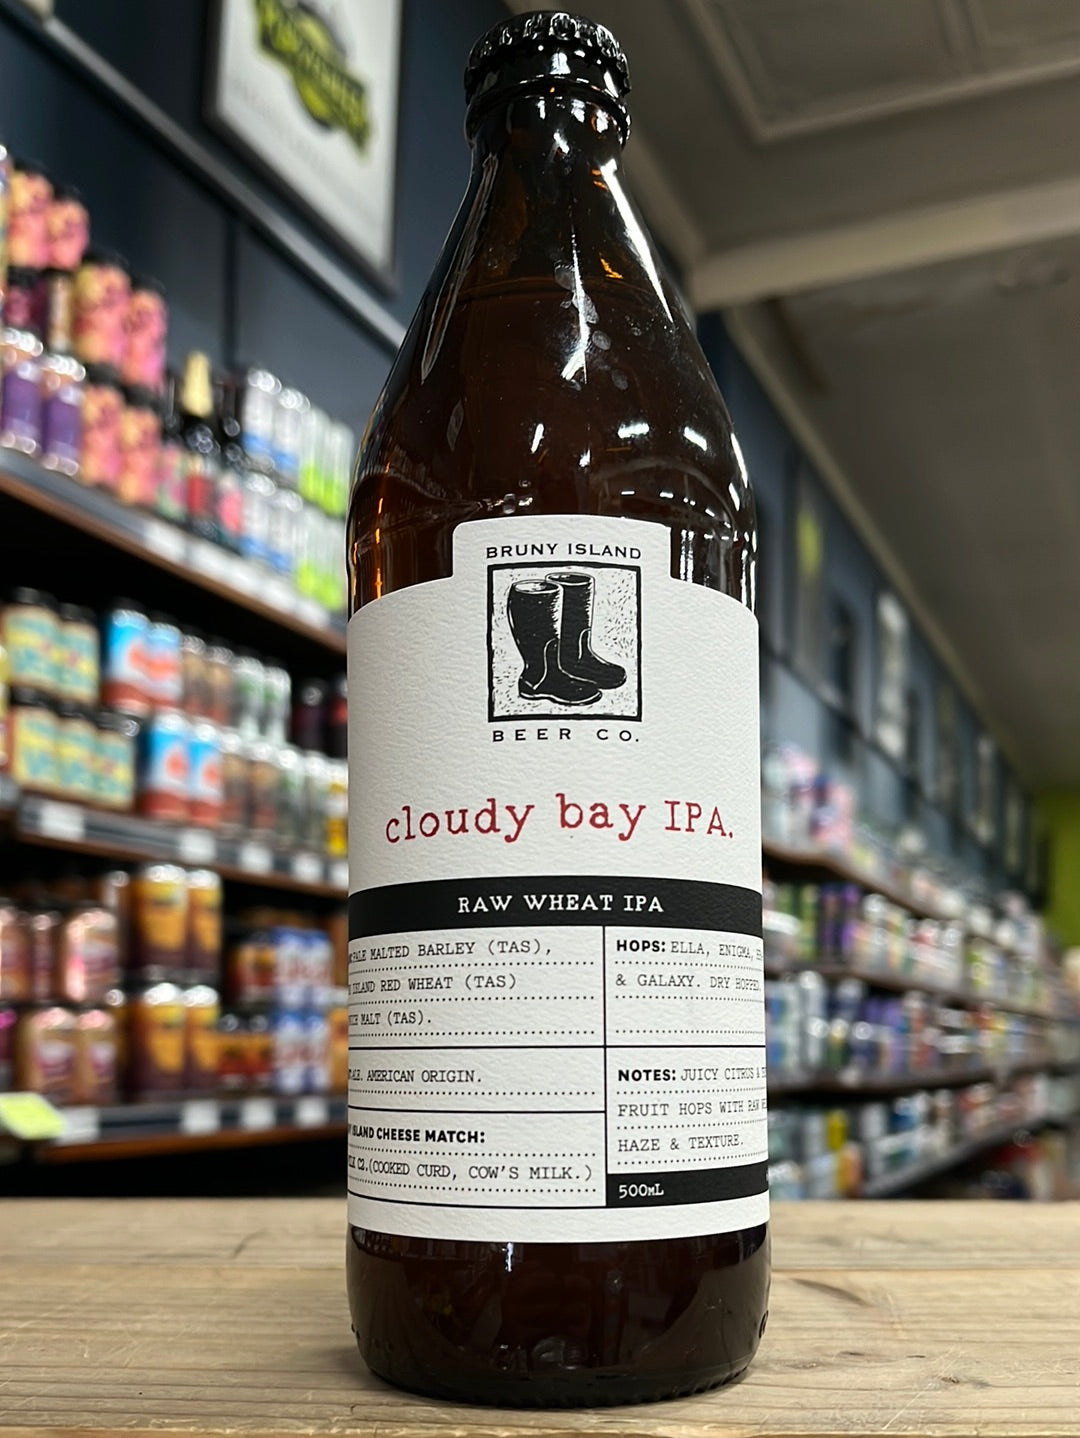 BRUNY ISLAND
BEER CO.
cloudy bay IPA.
RAW WHEAT IPA
PALE MALTED BARLEY (TAS),
ISLAND RED WHEAT (TAS)
MALT (TAS).
AMERICAN ORIGIN.
ISLAND CHEESE MATCH:
C2.(COOKED CURD, COW'S MILK.)
HOPS: ELLA, ENIGMA,
& GALAXY. DRY HOPPED.
NOTES: JUICY CITRUS &
FRUIT HOPS WITH RAW
HAZE & TEXTURE.
500mL